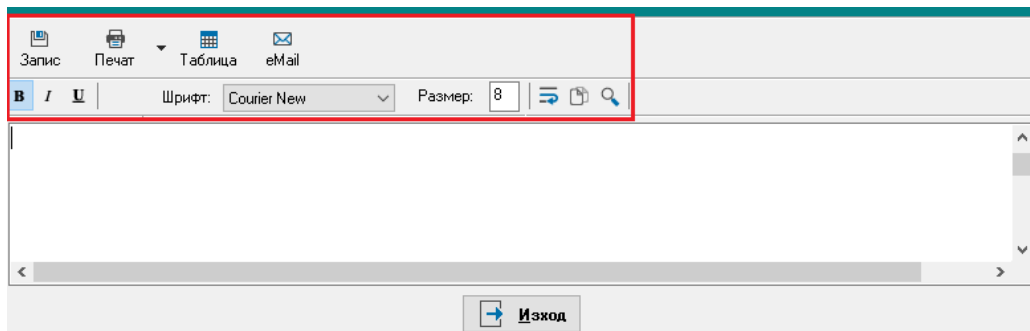 Запис Печат Таблица eMail
B I U Шрифт: Courier New Размер: 8
Изход